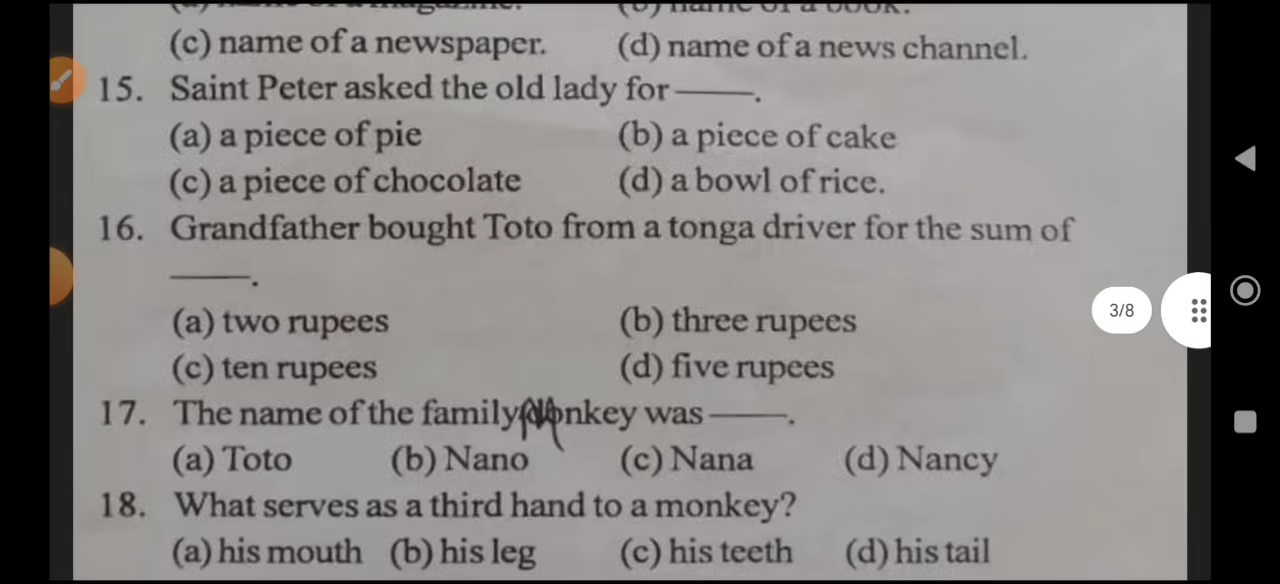 (c) name of a newspaper. (d) name of a news channel.
15. Saint Peter asked the old lady for ——.
(a) a piece of pie (b) a piece of cake
(c) a piece of chocolate (d) a bowl of rice.
16. Grandfather bought Toto from a tonga driver for the sum of
——.
(a) two rupees (b) three rupees
(c) ten rupees (d) five rupees
3/8
17. The name of the family was ——.
(a) Toto (b) Nano (c) Nana (d) Nancy
18. What serves as a third hand to a monkey?
(a) his mouth (b) his leg (c) his teeth (d) his tail